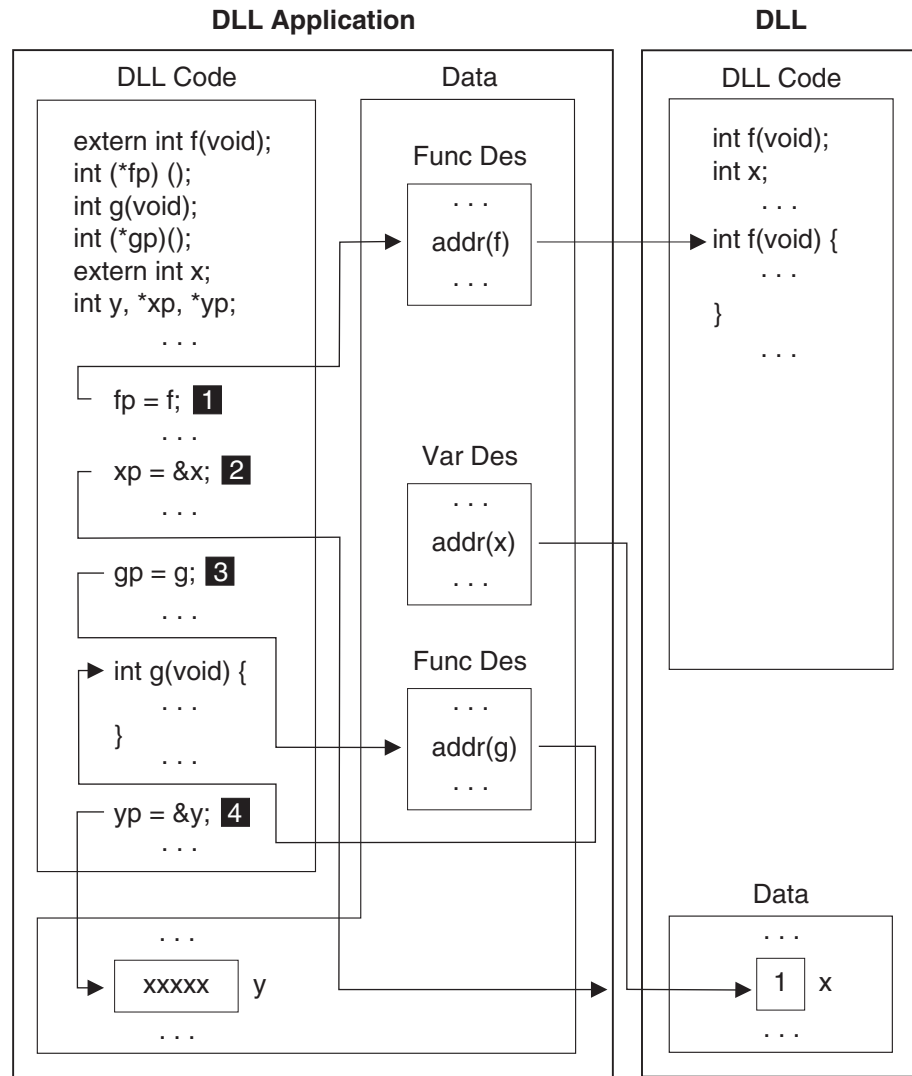 DLL Application
DLL
DLL Code
Data
DLL Code
extern int f(void);
int (*fp) ();
int g(void);
int (*gp)();
extern int x;
int y, *xp, *yp;
. . .
fp = f; 1
. . .
xp = &x; 2
. . .
gp = g; 3
. . .
int g(void) {
. . .
}
. . .
yp = &y; 4
. . .
Func Des
. . .
addr(f)
. . .
Var Des
. . .
addr(x)
. . .
Func Des
. . .
addr(g)
. . .
. . .
xxxxx y
. . .
int f(void);
int x;
. . .
int f(void) {
. . .
}
. . .
Data
. . .
1 x
. . .